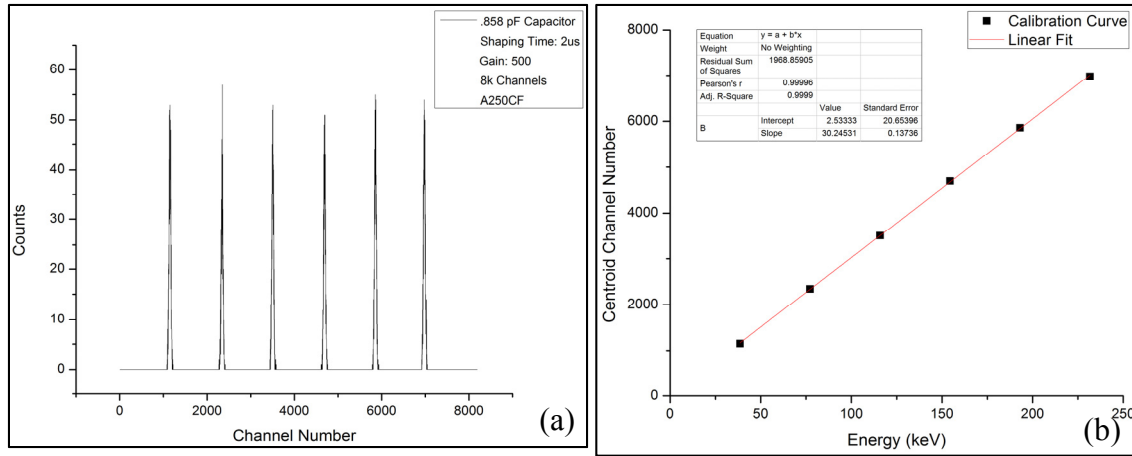 .858 pF Capacitor
Shaping Time: 2us
Gain: 500
8k Channels
A250CF
60
50
40
30
20
10
0
Counts
0 2000 4000 6000 8000
Channel Number
(a)
Calibration Curve
Linear Fit
Equation y = a + b*x
Weight No Weighting
Residual Sum of Squares 1968.85905
Pearson's r 0.99996
Adj. R-Square 0.9999
Value Standard Error
B Intercept 2.53333 20.65396
Slope 30.24531 0.13736
8000
6000
4000
2000
0
Centroid Channel Number
0 50 100 150 200 250
Energy (keV)
(b)